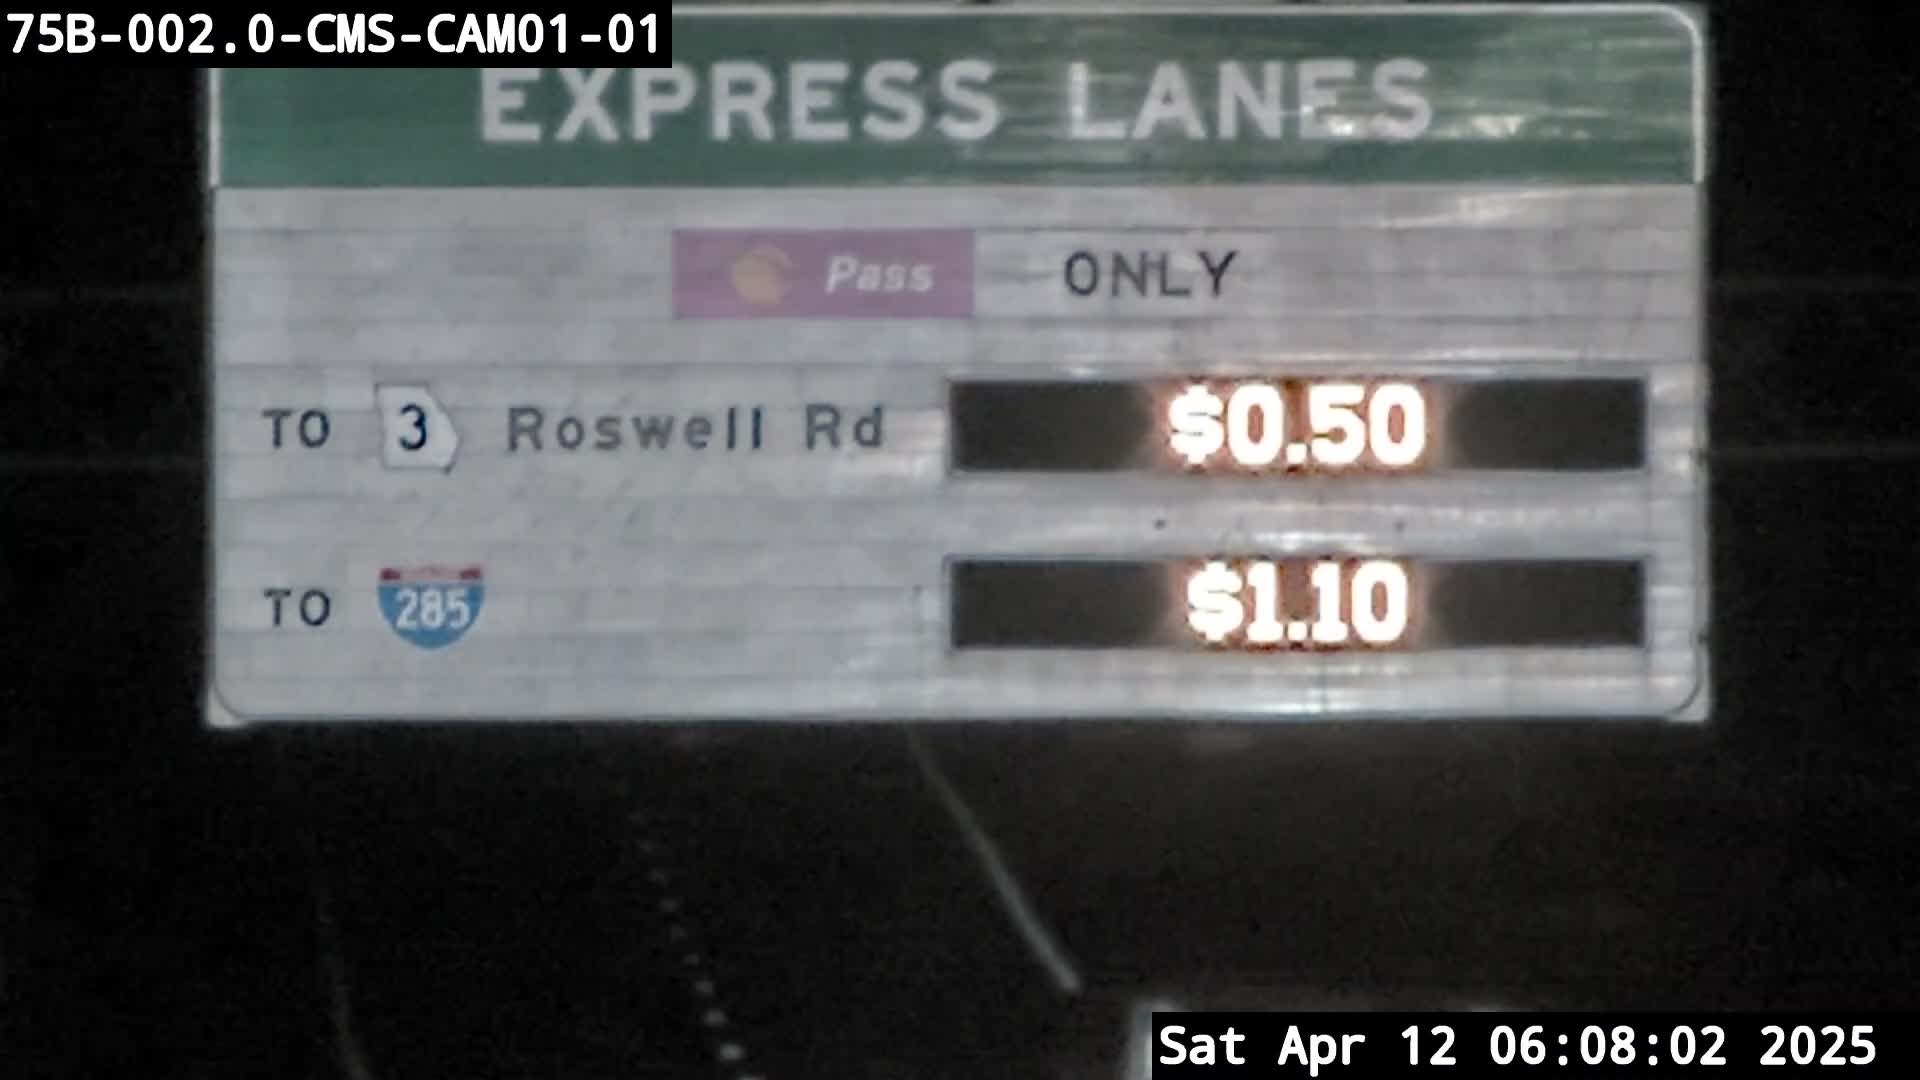 75B-002.0-CMS-CAM01-01
EXPRESS LANES
Pass ONLY
TO 3 Roswell Rd $0.50
TO 285 $1.10
Sat Apr 12 06:08:02 2025